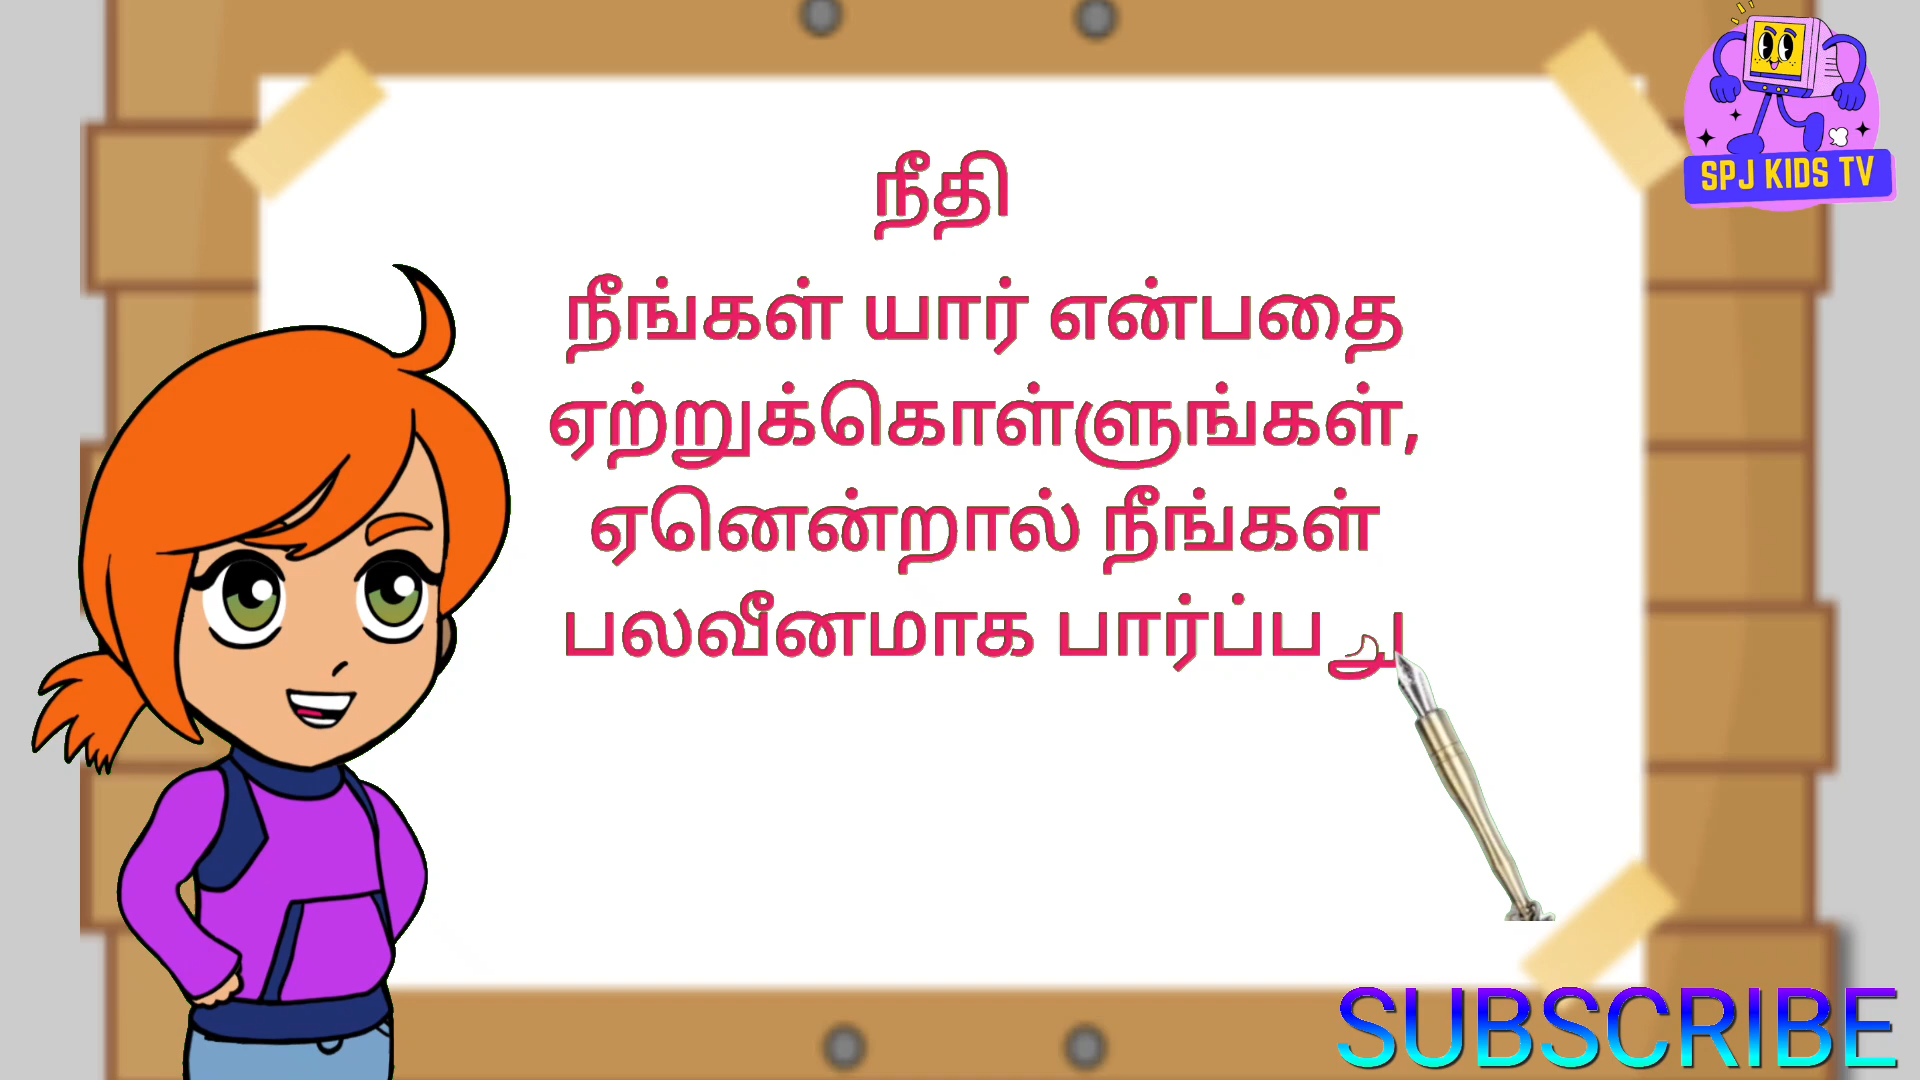 நீதி
நீங்கள் யார் என்பதை
ஏற்றுக்கொள்ளுங்கள்,
ஏனென்றால் நீங்கள்
பலவீனமாக
SPJ KIDS TV
SUBSCRIBE